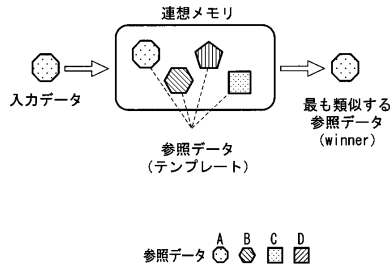 連想メモリ
入力データ
最も類似する
参照データ
(winner)
参照データ
(テンプレート)
A B C D
参照データ